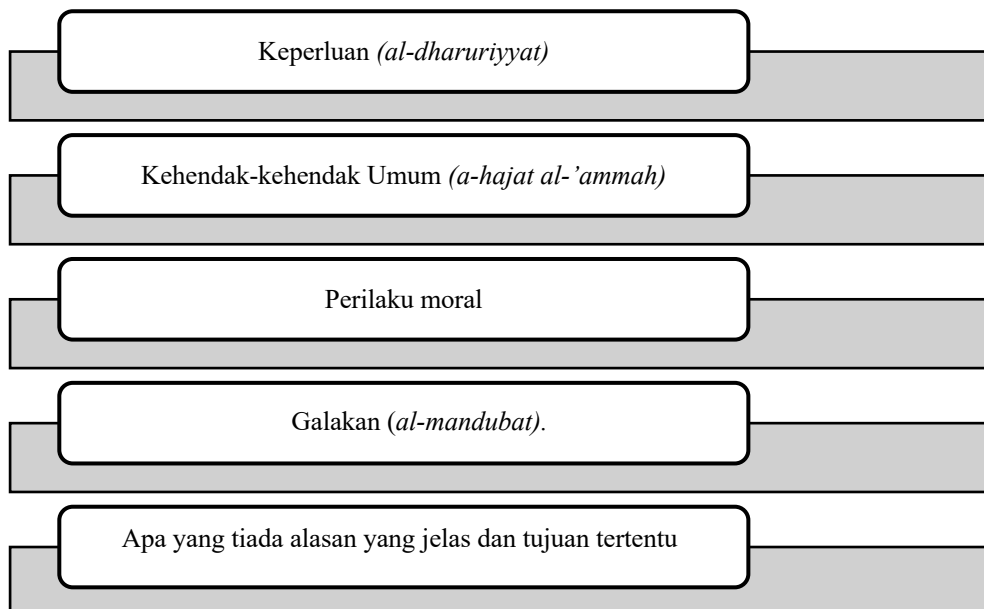 Keperluan (al-dharuriyyat)
Kehendak-kehendak Umum (a-hajat al-’ammah)
Perilaku moral
Galakan (al-mandubat).
Apa yang tiada alasan yang jelas dan tujuan tertentu